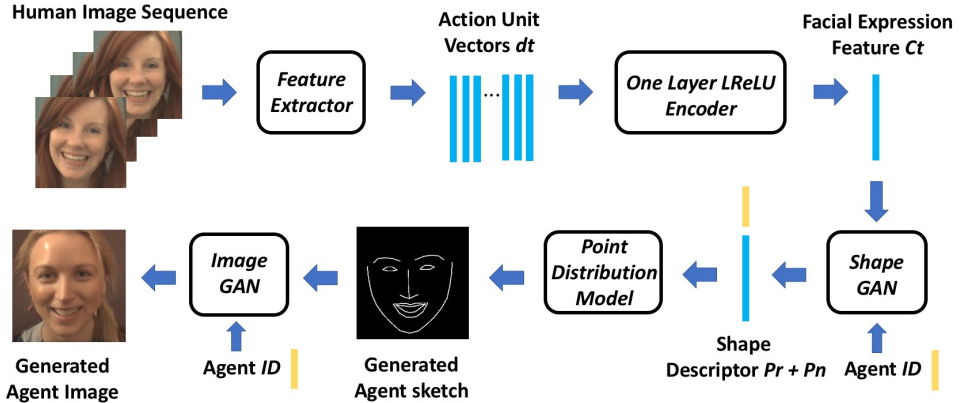 Human Image Sequence
Feature
Extractor
Action Unit
Vectors dt
...
One Layer LReLU
Encoder
Facial Expression
Feature Ct
Generated
Agent Image
Image
GAN
Agent ID
Generated
Agent sketch
Point
Distribution
Model
Shape
Descriptor Pr + Pn
Shape
GAN
Agent ID